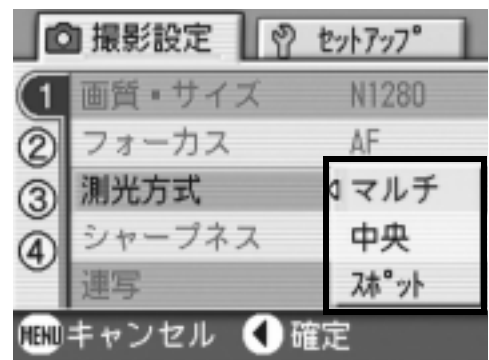 撮影設定 セットアップ
1 画質・サイズ N1280
2 フォーカス AF
3 測光方式 マルチ
4 シャープネス 中央
連写 スポット
MENU キャンセル 確定